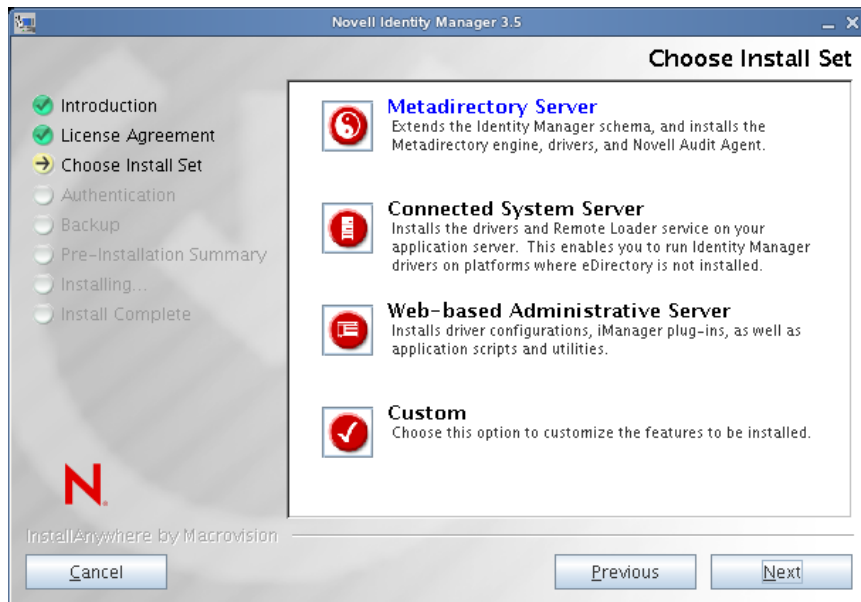 Novell Identity Manager 3.5
Choose Install Set
Introduction
License Agreement
Choose Install Set
Authentication
Backup
Pre-Installation Summary
Installing...
Install Complete
Metadirectory Server
Extends the Identity Manager schema, and installs the
Metadirectory engine, drivers, and Novell Audit Agent.
Connected System Server
Installs the drivers and Remote Loader service on your
application server. This enables you to run Identity Manager
drivers on platforms where eDirectory is not installed.
Web-based Administrative Server
Installs driver configurations, iManager plug-ins, as well as
application scripts and utilities.
Custom
Choose this option to customize the features to be installed.
N
InstallAnywhere by Macrovision
Cancel
Previous
Next